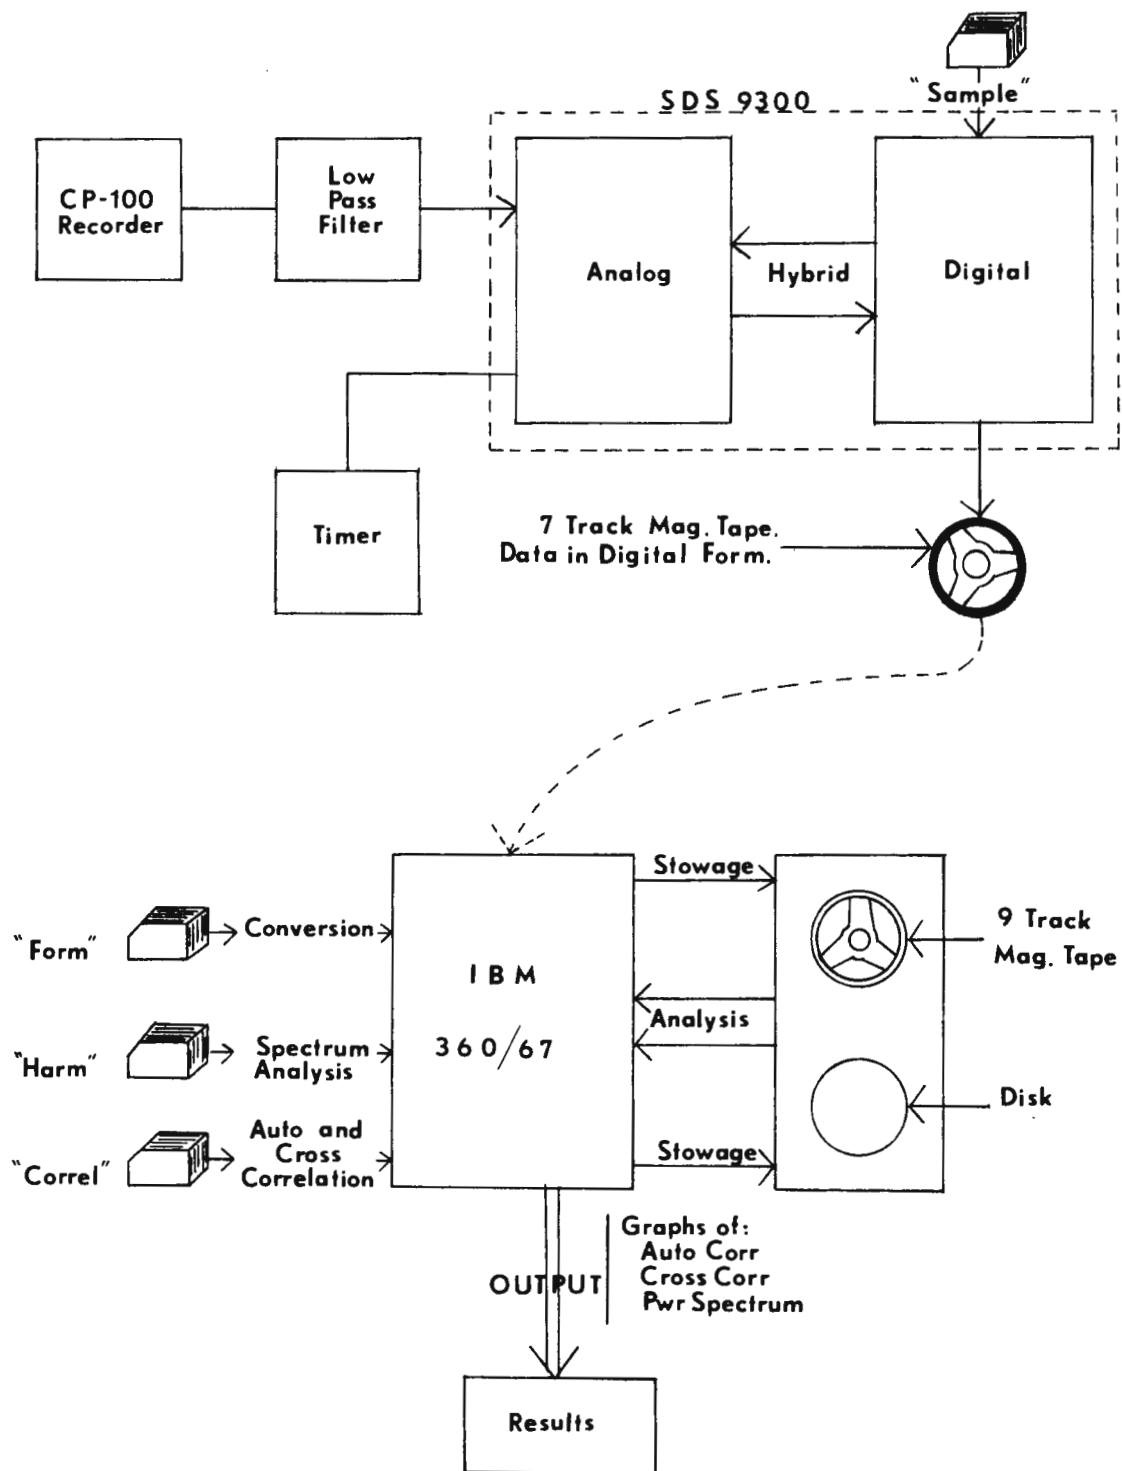 SDS 9300
"Sample"
CP-100
Recorder
Low
Pass
Filter
Analog
Hybrid
Digital
Timer
7 Track Mag. Tape.
Data in Digital Form.
"Form"
Conversion
"Harm"
Spectrum
Analysis
"Correl"
Auto and
Cross
Correlation
IBM
360/67
Stowage
Analysis
Stowage
9 Track
Mag. Tape
Disk
OUTPUT
Graphs of:
Auto Corr
Cross Corr
Pwr Spectrum
Results